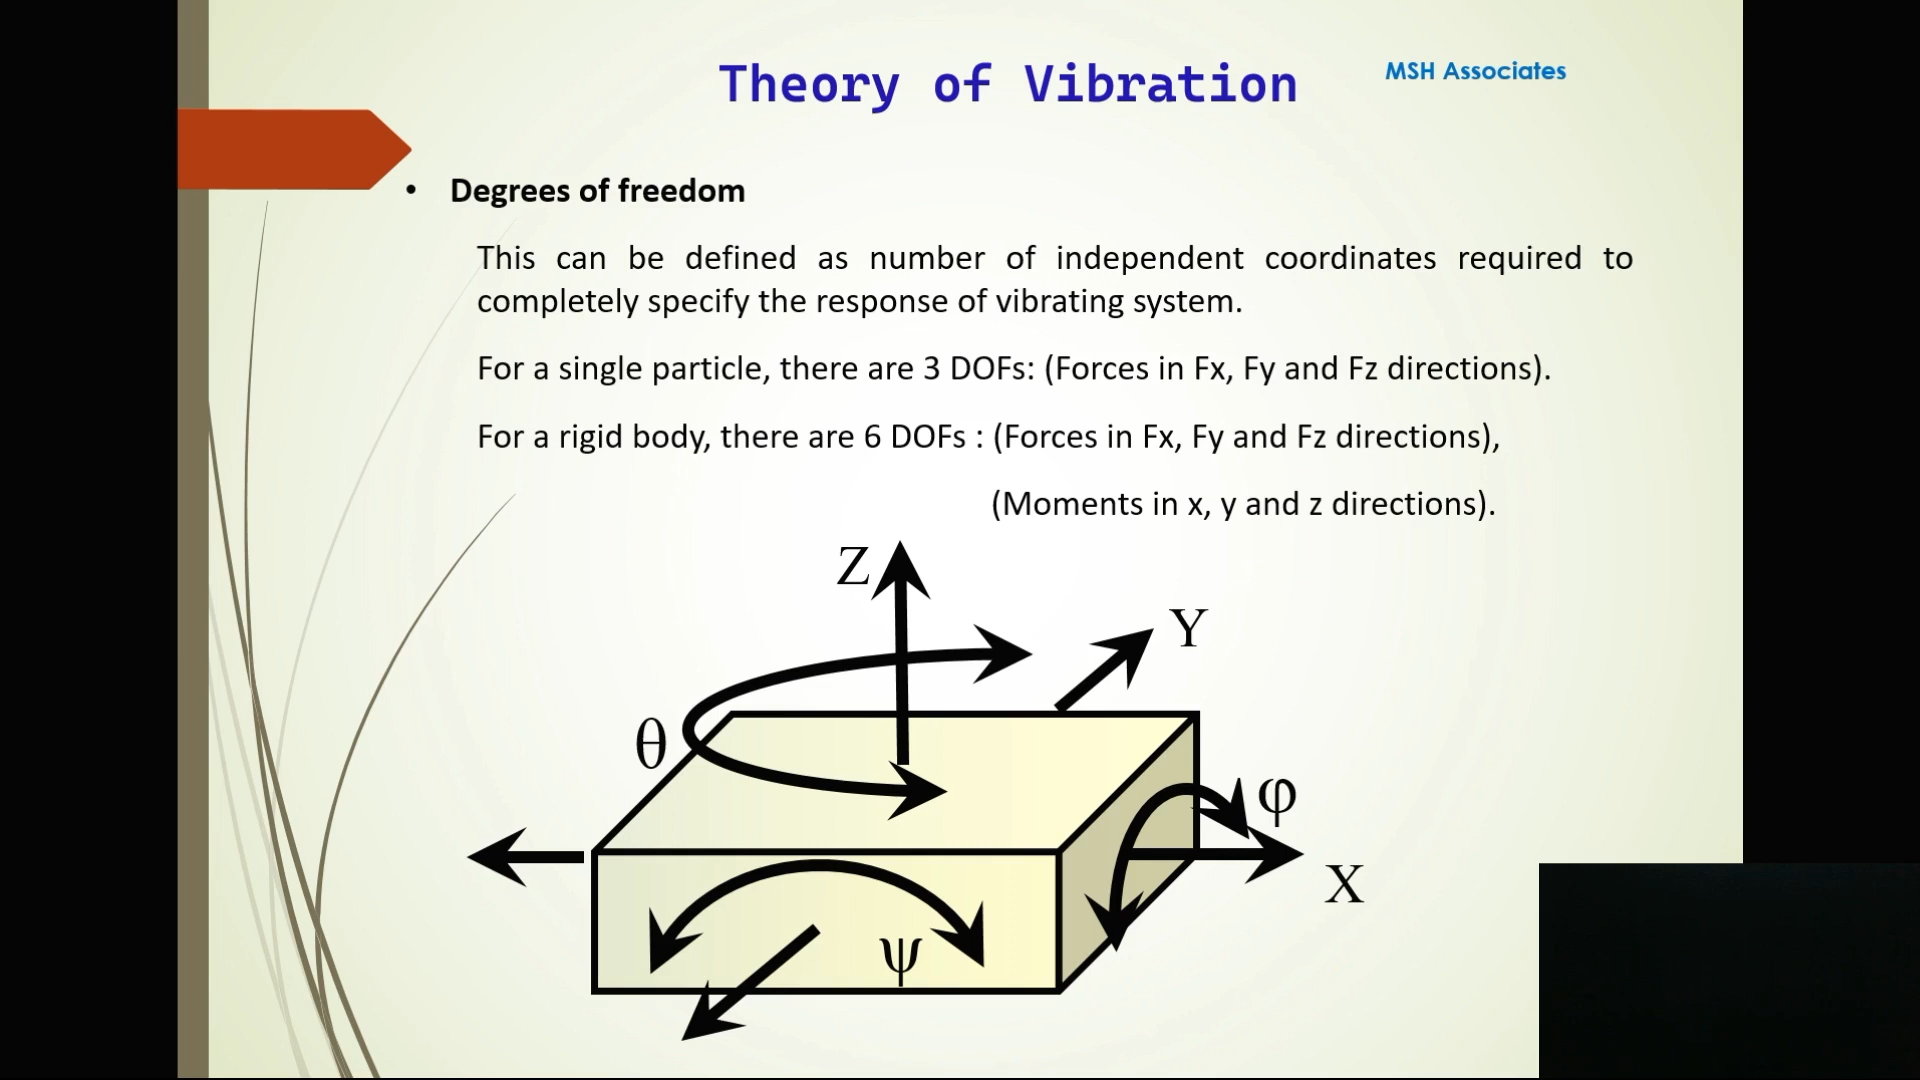 Theory of Vibration
MSH Associates
• Degrees of freedom
This can be defined as number of independent coordinates required to
completely specify the response of vibrating system.
For a single particle, there are 3 DOFs: (Forces in Fx, Fy and Fz directions).
For a rigid body, there are 6 DOFs : (Forces in Fx, Fy and Fz directions),
(Moments in x, y and z directions).
Z
Y
θ
φ
X
ψ